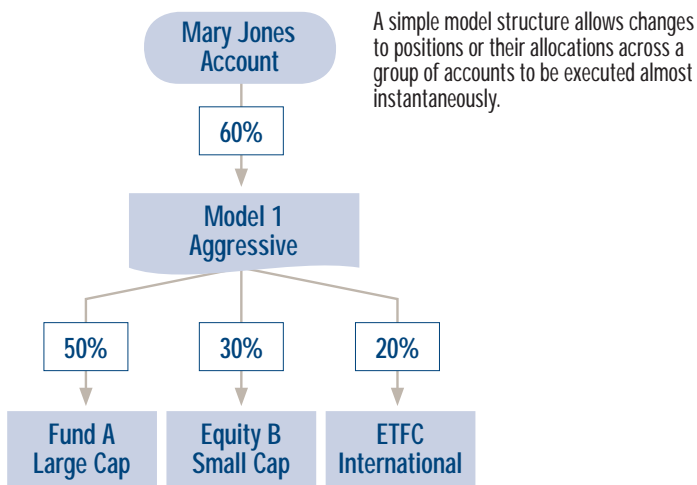 Mary Jones
Account
A simple model structure allows changes
to positions or their allocations across a
group of accounts to be executed almost
instantaneously.
60%
Model 1
Aggressive
50%
30%
20%
Fund A
Large Cap
Equity B
Small Cap
ETFC
International